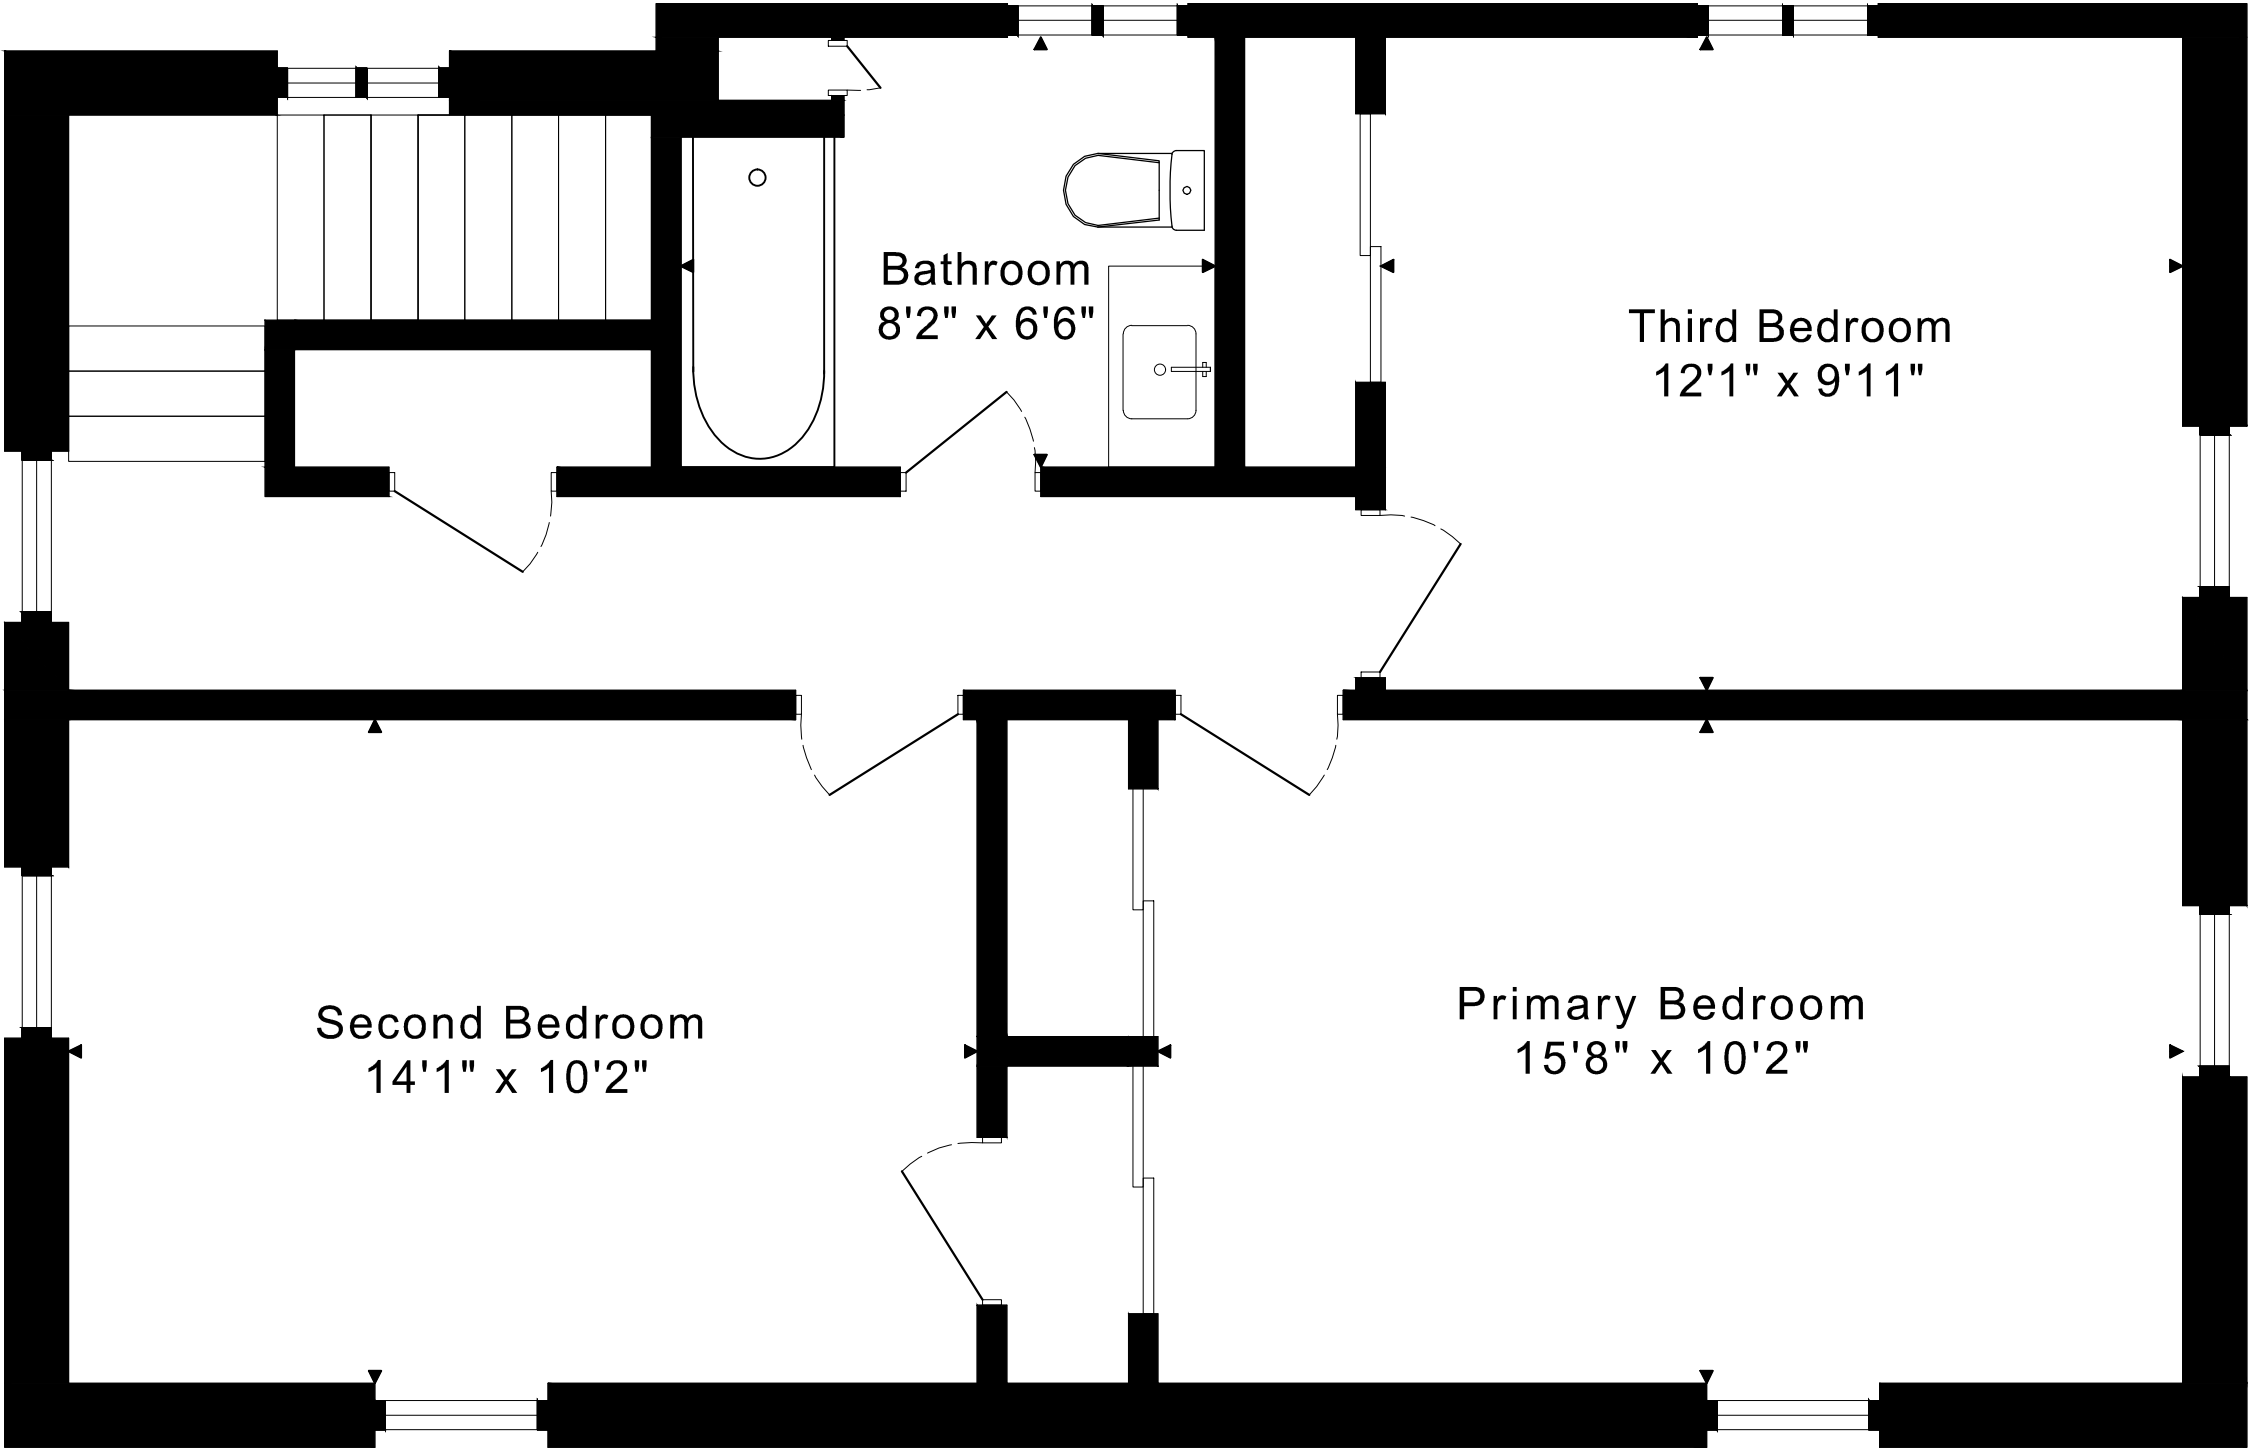 Bathroom
8'2" x 6'6"
Third Bedroom
12'1" x 9'11"
Second Bedroom
14'1" x 10'2"
Primary Bedroom
15'8" x 10'2"